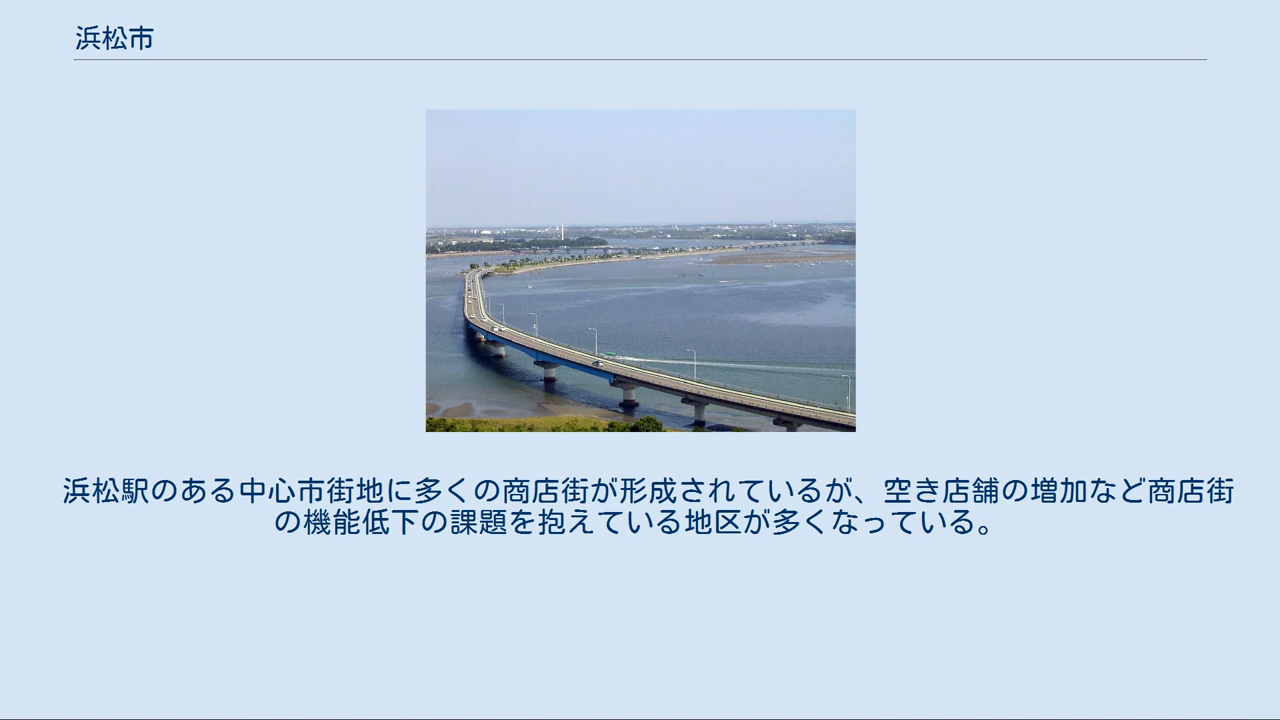 浜松市
浜松駅のある中心市街地に多くの商店街が形成されているが、空き店舗の増加など商店街
の機能低下の課題を抱えている地区が多くなっている。